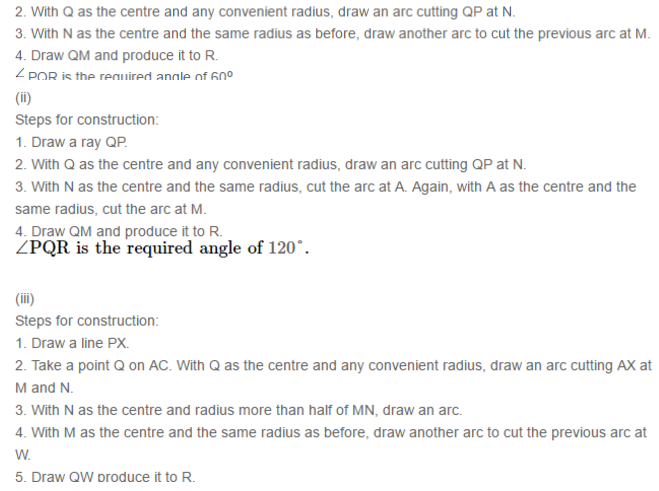 2. With Q as the centre and any convenient radius, draw an arc cutting QP at N.
3. With N as the centre and the same radius as before, draw another arc to cut the previous arc at M.
4. Draw QM and produce it to R.
∠ PQR is the required angle of 60º
(ii)
Steps for construction:
1. Draw a ray QP.
2. With Q as the centre and any convenient radius, draw an arc cutting QP at N.
3. With N as the centre and the same radius, cut the arc at A. Again, with A as the centre and the
same radius, cut the arc at M.
4. Draw QM and produce it to R.
∠PQR is the required angle of 120°.
(iii)
Steps for construction:
1. Draw a line PX.
2. Take a point Q on AC. With Q as the centre and any convenient radius, draw an arc cutting AX at
M and N.
3. With N as the centre and radius more than half of MN, draw an arc.
4. With M as the centre and the same radius as before, draw another arc to cut the previous arc at
W.
5. Draw QW produce it to R.